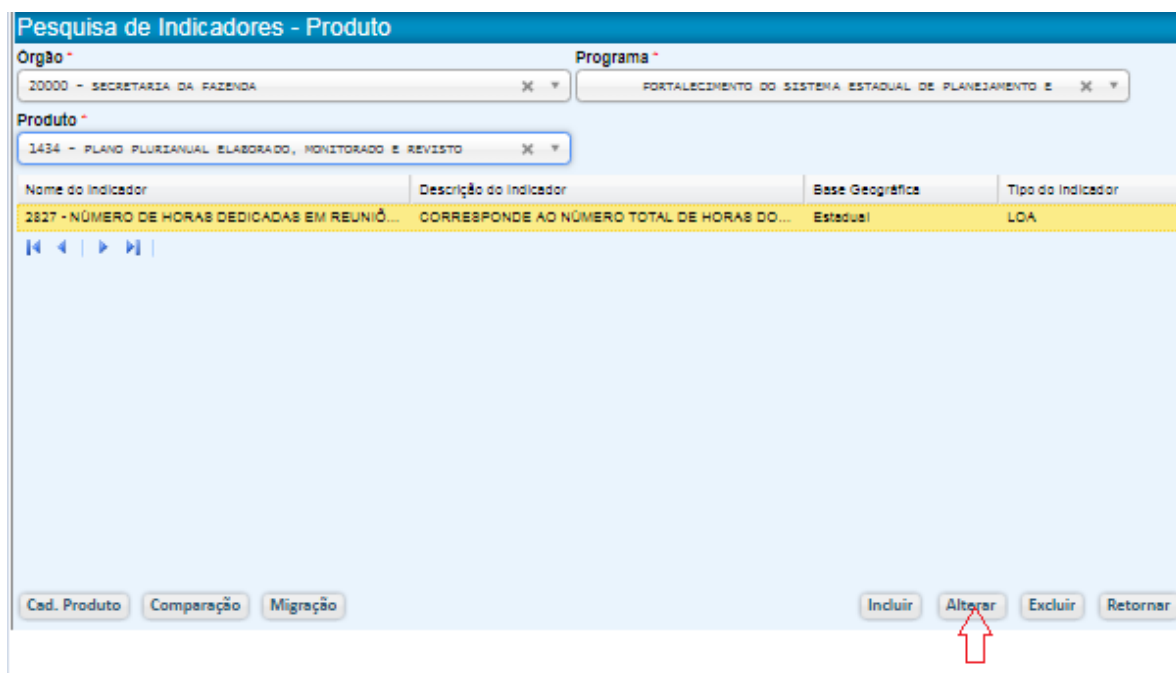 Pesquisa de Indicadores - Produto
Órgão * Programa *
20000 - SECRETARIA DA FAZENDA FORTALECIMENTO DO SISTEMA ESTADUAL DE PLANEJAMENTO E
Produto *
1434 - PLANO PLURIANUAL ELABORADO, MONITORADO E REVISTO
Nome do Indicador Descrição do Indicador Base Geográfica Tipo do Indicador
2827 - NÚMERO DE HORAS DEDICADAS EM REUNIÕ... CORRESPONDE AO NÚMERO TOTAL DE HORAS DO... Estadual LOA
Cad. Produto Comparação Migração Incluir Alterar Excluir Retornar